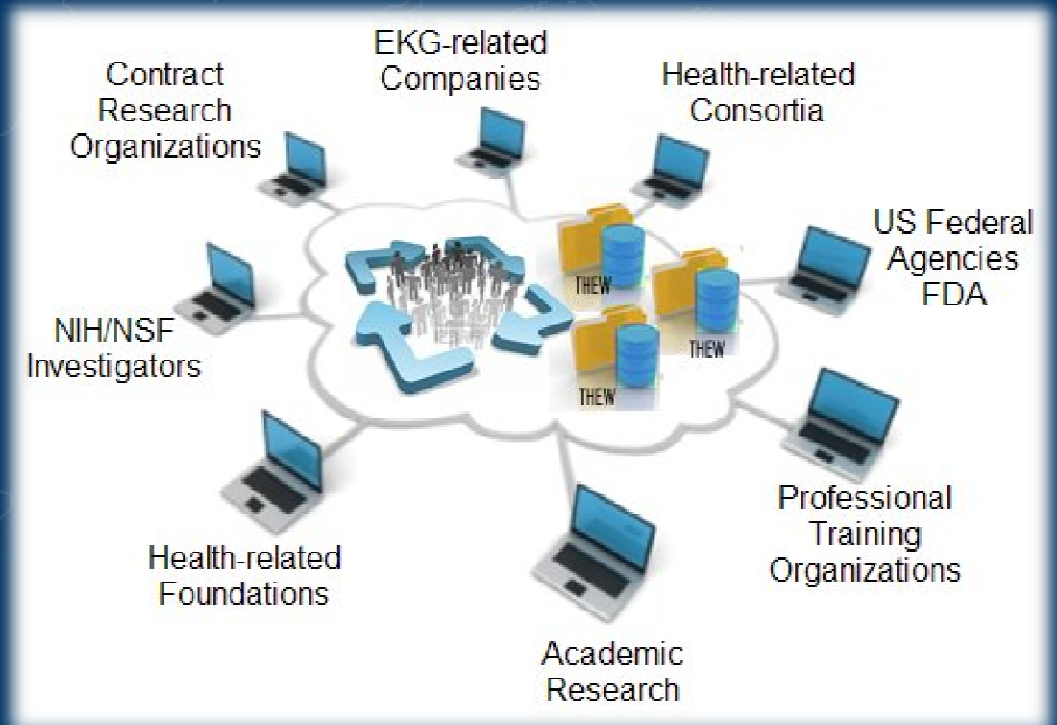 EKG-related
Companies
Contract
Research
Organizations
Health-related
Consortia
US Federal
Agencies
FDA
THEW
THEW
THEW
NIH/NSF
Investigators
Professional
Training
Organizations
Health-related
Foundations
Academic
Research